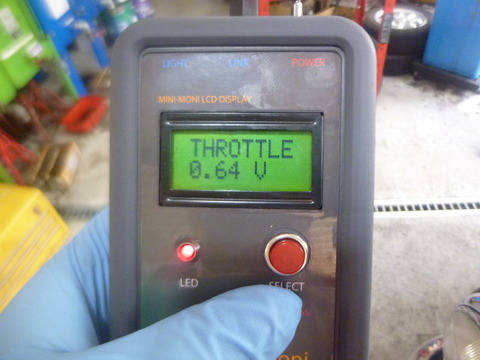 LIGHT LINK POWER
MINI-MONI LCD DISPLAY
THROTTLE
0.64 V
LED
SELECT